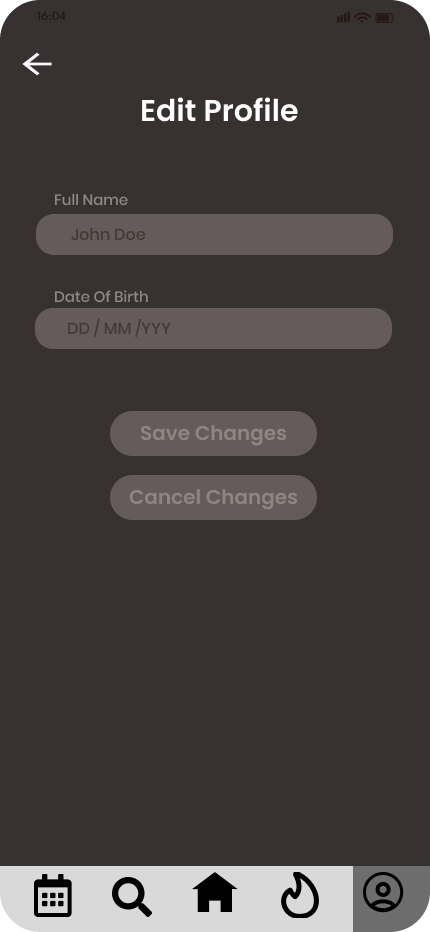 16:04
Edit Profile
Full Name
John Doe
Date Of Birth
DD / MM /YYY
Save Changes
Cancel Changes